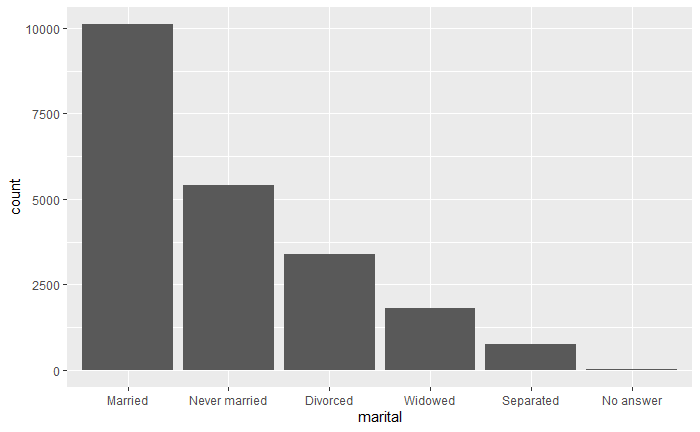 10000
7500
5000
2500
0
count
Married Never married Divorced Widowed Separated No answer
marital